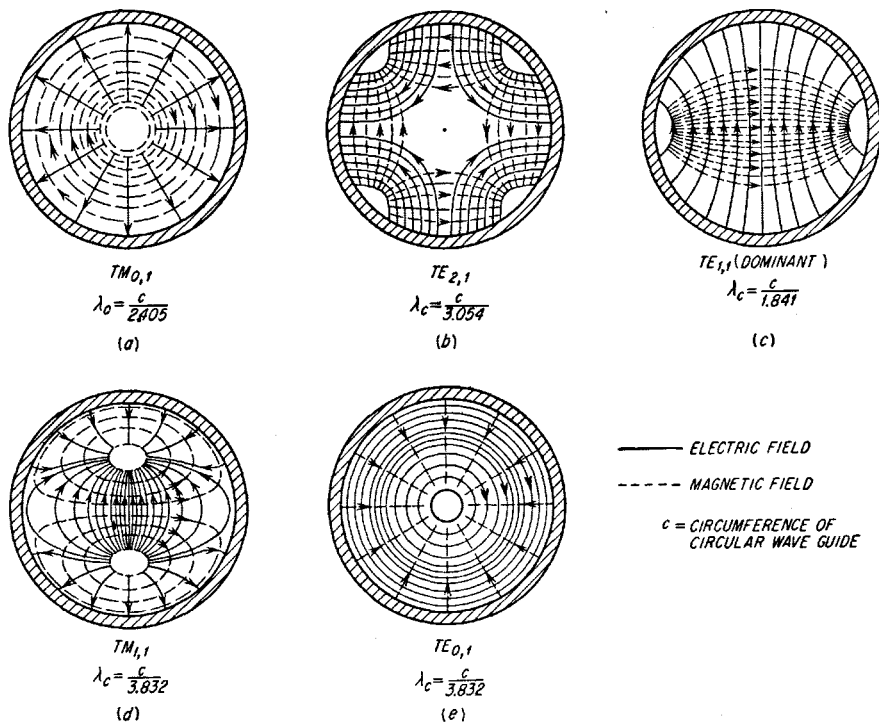 TM0,1
λo = c/2.405
(a)
TE2,1
λc = c/3.054
(b)
TE1,1 (DOMINANT)
λc = c/1.841
(c)
TM1,1
λc = c/3.832
(d)
TE0,1
λc = c/3.832
(e)
ELECTRIC FIELD
MAGNETIC FIELD
c = CIRCUMFERENCE OF
CIRCULAR WAVE GUIDE